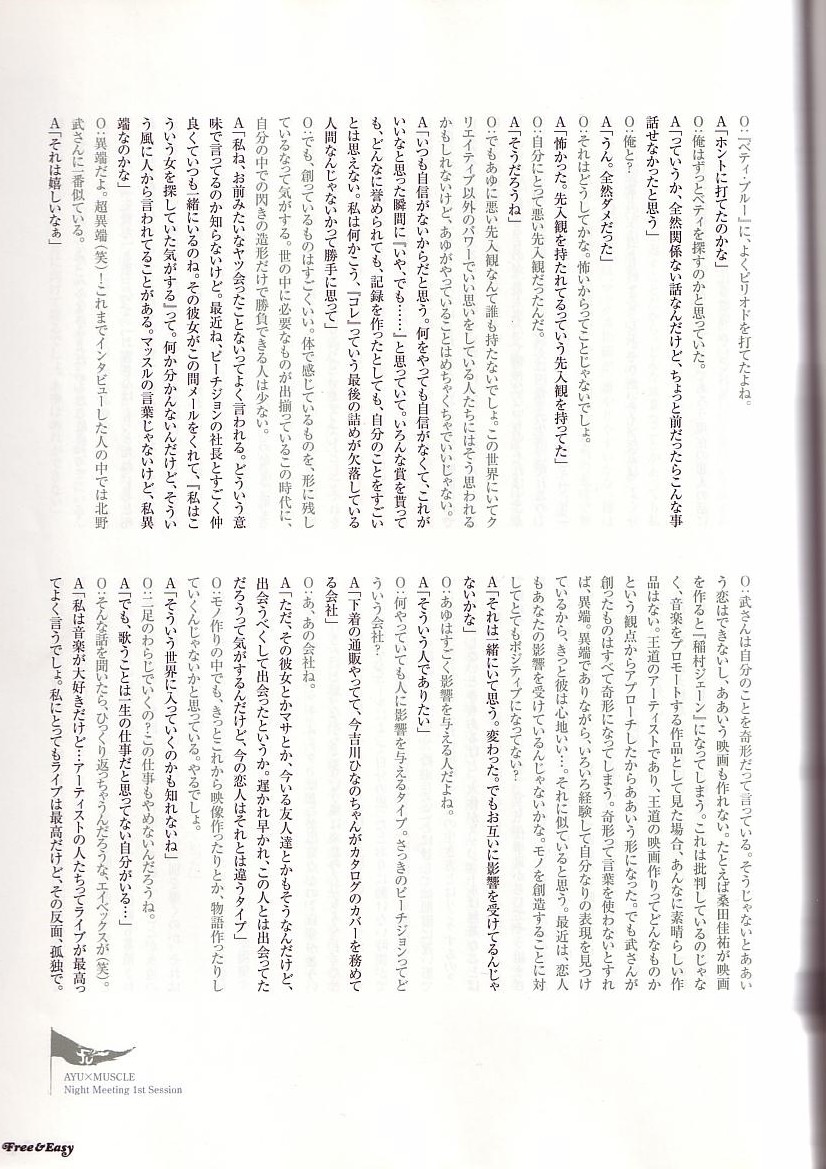 O:『ベティ・ブルー』に、よくピリオドを打てたよね。
A「ホントに打てたのかな」
O:俺はずっとベティを探すのかと思っていた。
A「っていうか、全然関係ない話なんだけど、ちょっと前だったらこんな事
話せなかったと思う」
O:俺と?
A「うん。全然ダメだった」
O:それはどうしてかな。怖いからってことじゃないでしょ。
A「怖かった。先入観を持たれてるっていう先入観を持ってた」
O:自分にとって悪い先入観だったんだ。
A「そうだろうね」
O:でもあゆに悪い先入観なんて誰も持たないでしょ。この世界にいてク
リエイティブ以外のパワーでいい思いをしている人たちにはそう思われる
かもしれないけど、あゆがやっていることはめちゃくちゃでいいじゃない。
A「いつも自信がないからだと思う。何をやっても自信がなくて、これが
いいなと思った瞬間に『いや、でも……』と思っていて。いろんな賞を貰って
も、どんなに誉められても、記録を作ったとしても、自分のことをすごい
とは思えない。私は何かこう、『コレ』っていう最後の詰めが欠落している
人間なんじゃないかって勝手に思って」
O:でも、創っているものはすごくいい。体で感じているものを、形に残し
ているなって気がする。世の中に必要なものが出揃っているこの時代に、
自分の中での閃きの造形だけで勝負できる人は少ない。
A「私ね、お前みたいなヤツ会ったことないってよく言われる。どういう意
味で言ってるのか知らないけど。最近ね、ピーチジョンの社長とすごく仲
良くていつも一緒にいるのね。その彼女がこの間メールをくれて、『私はこ
ういう女を探していた気がする』って。何か分かんないんだけど、そうい
う風に人から言われてることがある。マッスルの言葉じゃないけど、私異
端なのかな」
O:異端だよ。超異端(笑)!これまでインタビューした人の中では北野
武さんに一番似ている。
A「それは嬉しいなぁ」
O:武さんは自分のことを奇形だって言っている。そうじゃないとああい
う恋はできないし、ああいう映画も作れない。たとえば桑田佳祐が映画
を作ると『稲村ジェーン』になってしまう。これは批判しているのじゃな
く、音楽をプロモートする作品として見た場合、あんなに素晴らしい作
品はない。王道のアーティストであり、王道の映画作りってどんなものか
という観点からアプローチしたからああいう形になった。でも武さんが
創ったものはすべて奇形になってしまう。奇形って言葉を使わないとすれ
ば、異端。異端でありながら、いろいろ経験して自分なりの表現を見つけ
ているから、きっと彼は心地いい…。それに似ていると思う。最近は、恋人
もあなたの影響を受けているんじゃないかな。モノを創造することに対
してとてもポジティブになってない?
A「それは一緒にいて思う。変わった。でもお互いに影響を受けてるんじゃ
ないかな」
O:あゆはすごく影響を与える人だよね。
A「そういう人でありたい」
O:何やっていても人に影響を与えるタイプ。さっきのピーチジョンってど
ういう会社?
A「下着の通販やってて、今吉川ひなのちゃんがカタログのカバーを務めて
る会社」
O:あ、あの会社ね。
A「ただ、その彼女とかマサとか、今いる友人達とかもそうなんだけど、
出会うべくして出会ったというか。遅かれ早かれ、この人とは出会ってた
だろうって気がするんだけど、今の恋人はそれとは違うタイプ」
O:モノ作りの中でも、きっとこれから映像作ったりとか、物語作ったりし
ていくんじゃないかと思っている。やるでしょ。
A「そういう世界に入っていくのかも知れないね」
O:二足のわらじでいくの?この仕事もやめないんだろうね。
A「でも、歌うことは一生の仕事だと思ってない自分がいる…」
O:そんな話を聞いたら、ひっくり返っちゃうんだろうな、エイベックスが(笑)。
A「私は音楽が大好きだけど…アーティストの人たちってライブが最高っ
てよく言うでしょ。私にとってもライブは最高だけど、その反面、孤独で。
AYU×MUSCLE
Night Meeting 1st Session
Free&Easy